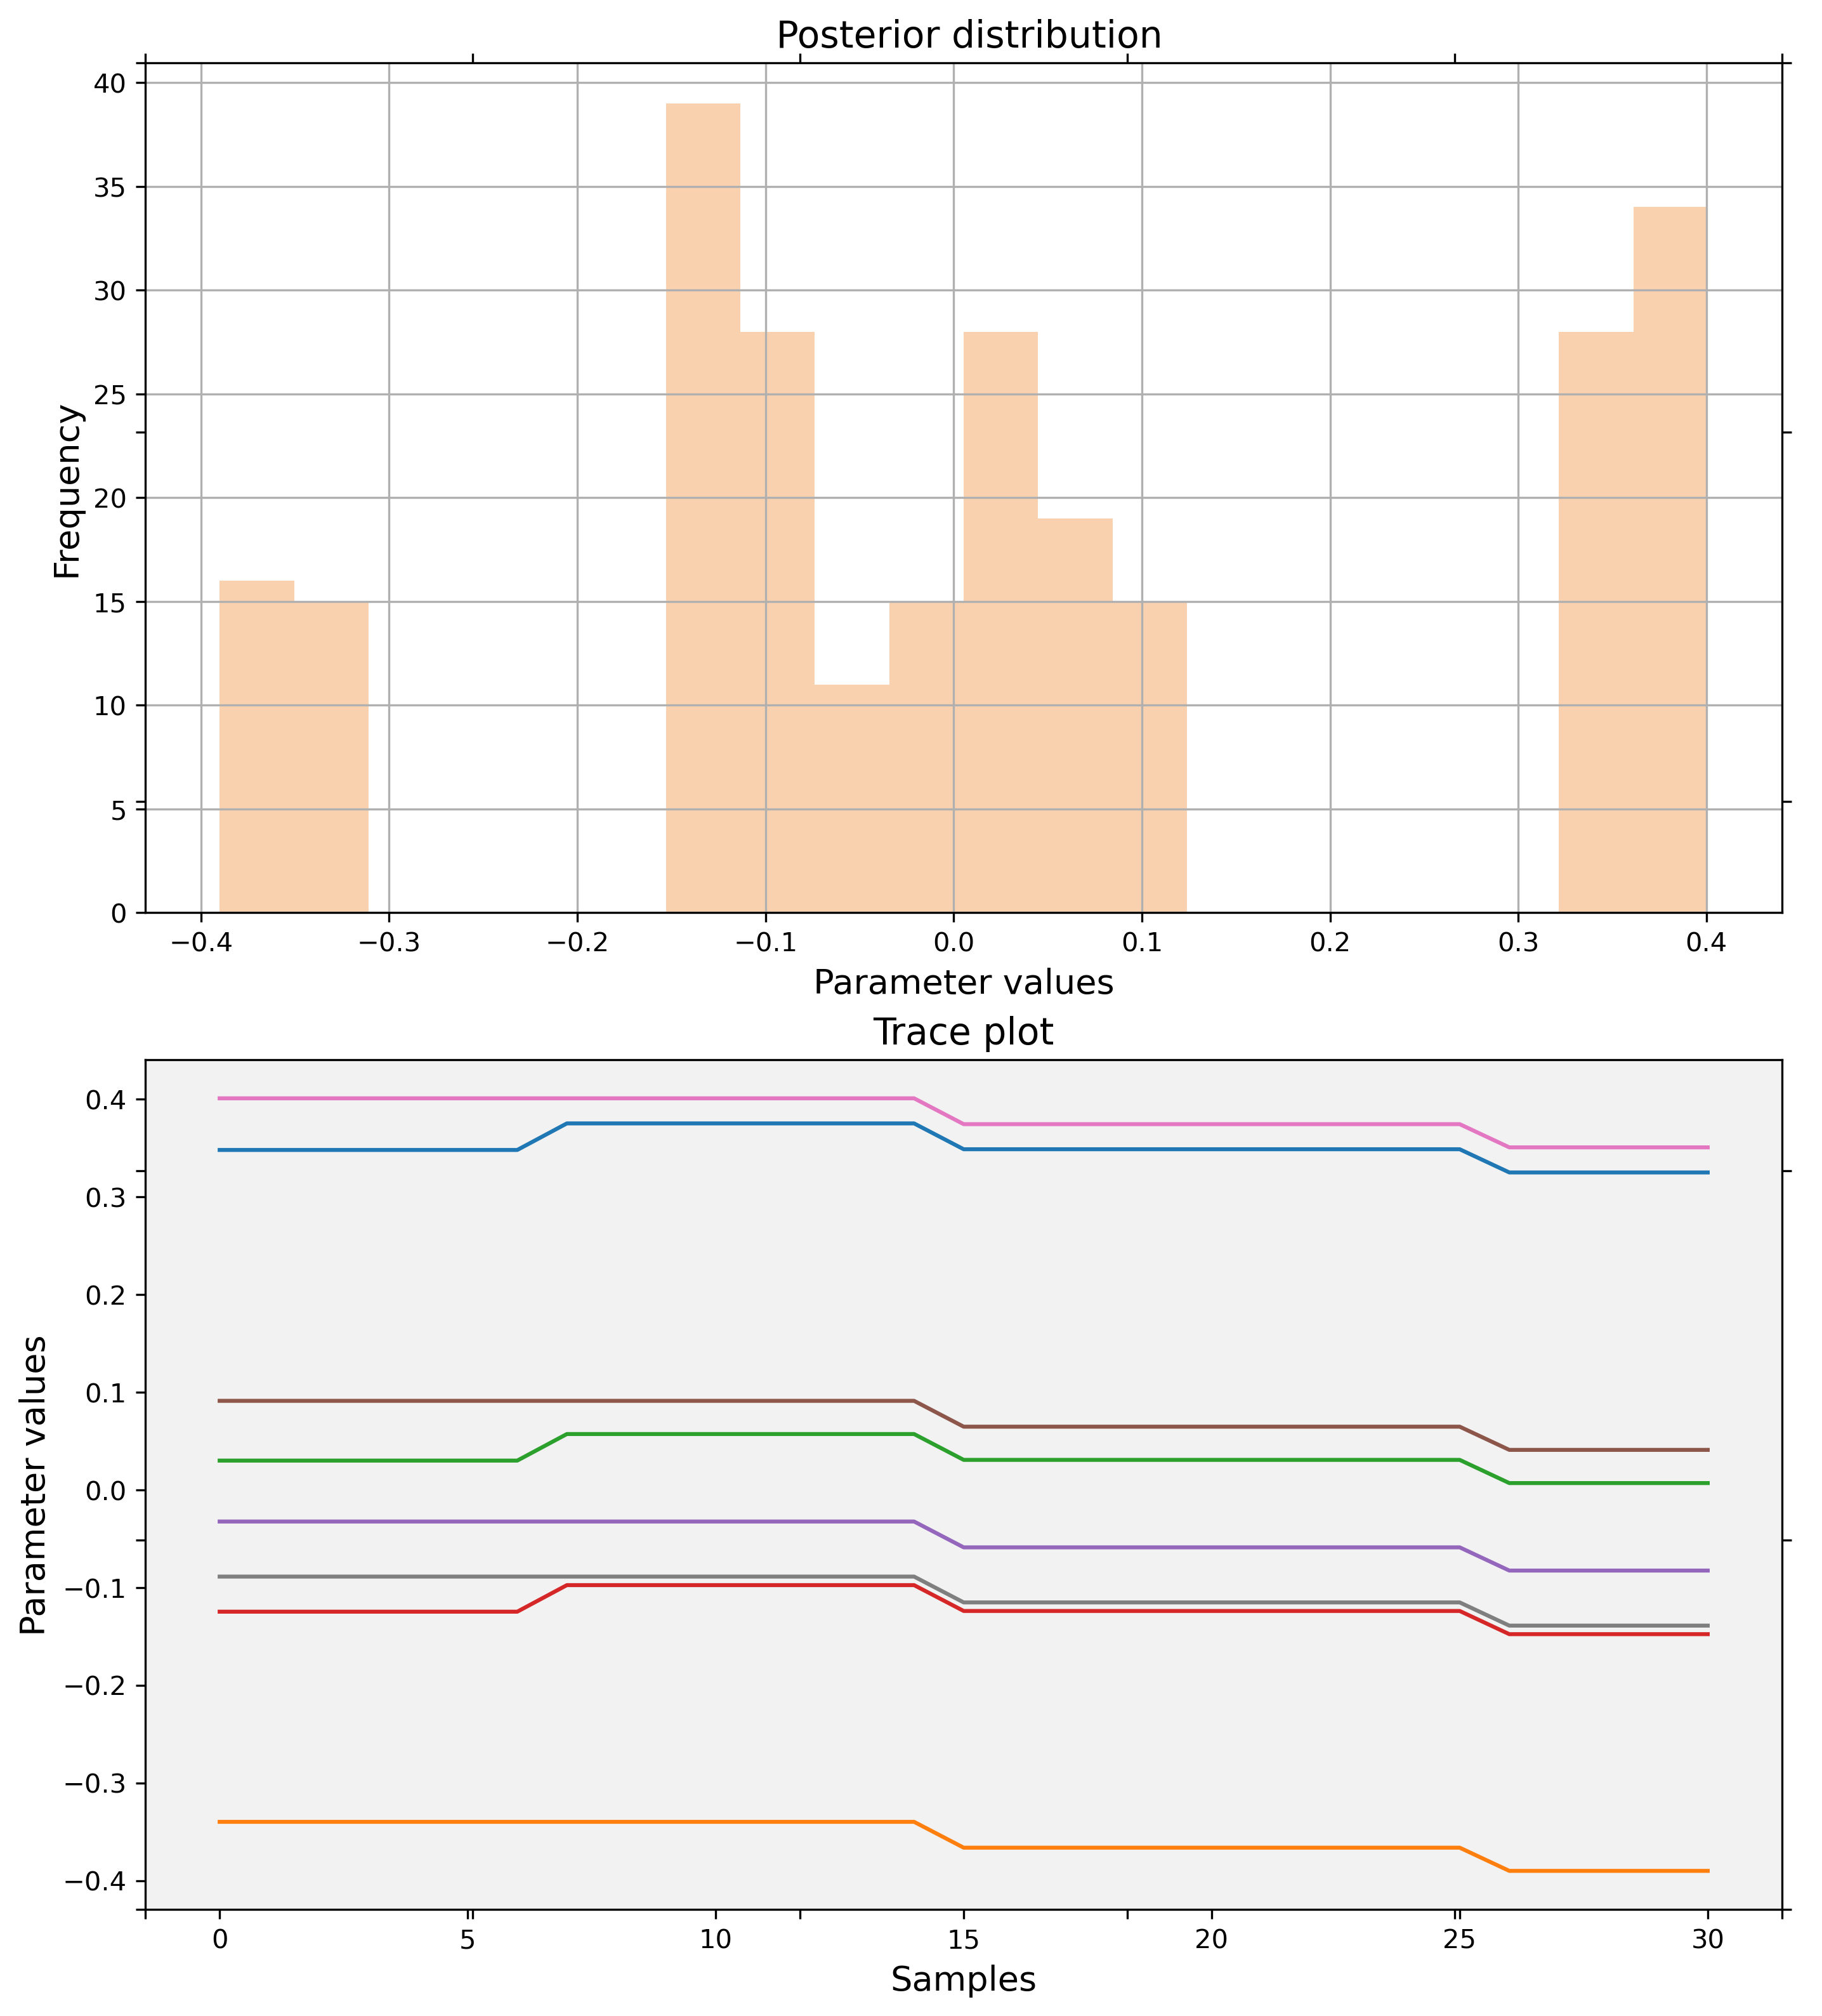 Posterior distribution
40
35
30
25
20
15
10
5
0
Frequency
−0.4 −0.3 −0.2 −0.1 0.0 0.1 0.2 0.3 0.4
Parameter values
Trace plot
0.4
0.3
0.2
0.1
0.0
−0.1
−0.2
−0.3
−0.4
Parameter values
0 5 10 15 20 25 30
Samples